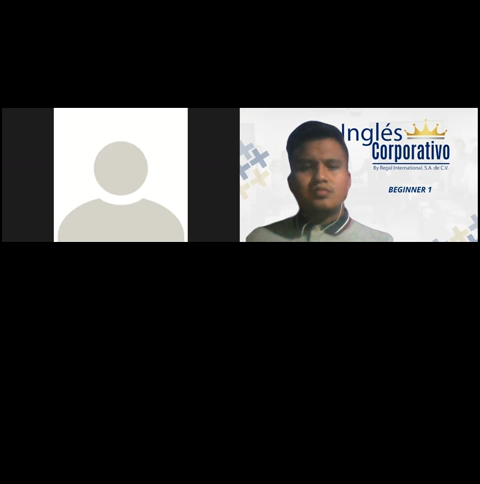 Inglés
Corporativo
By Regal International, S.A. de C.V.
BEGINNER 1